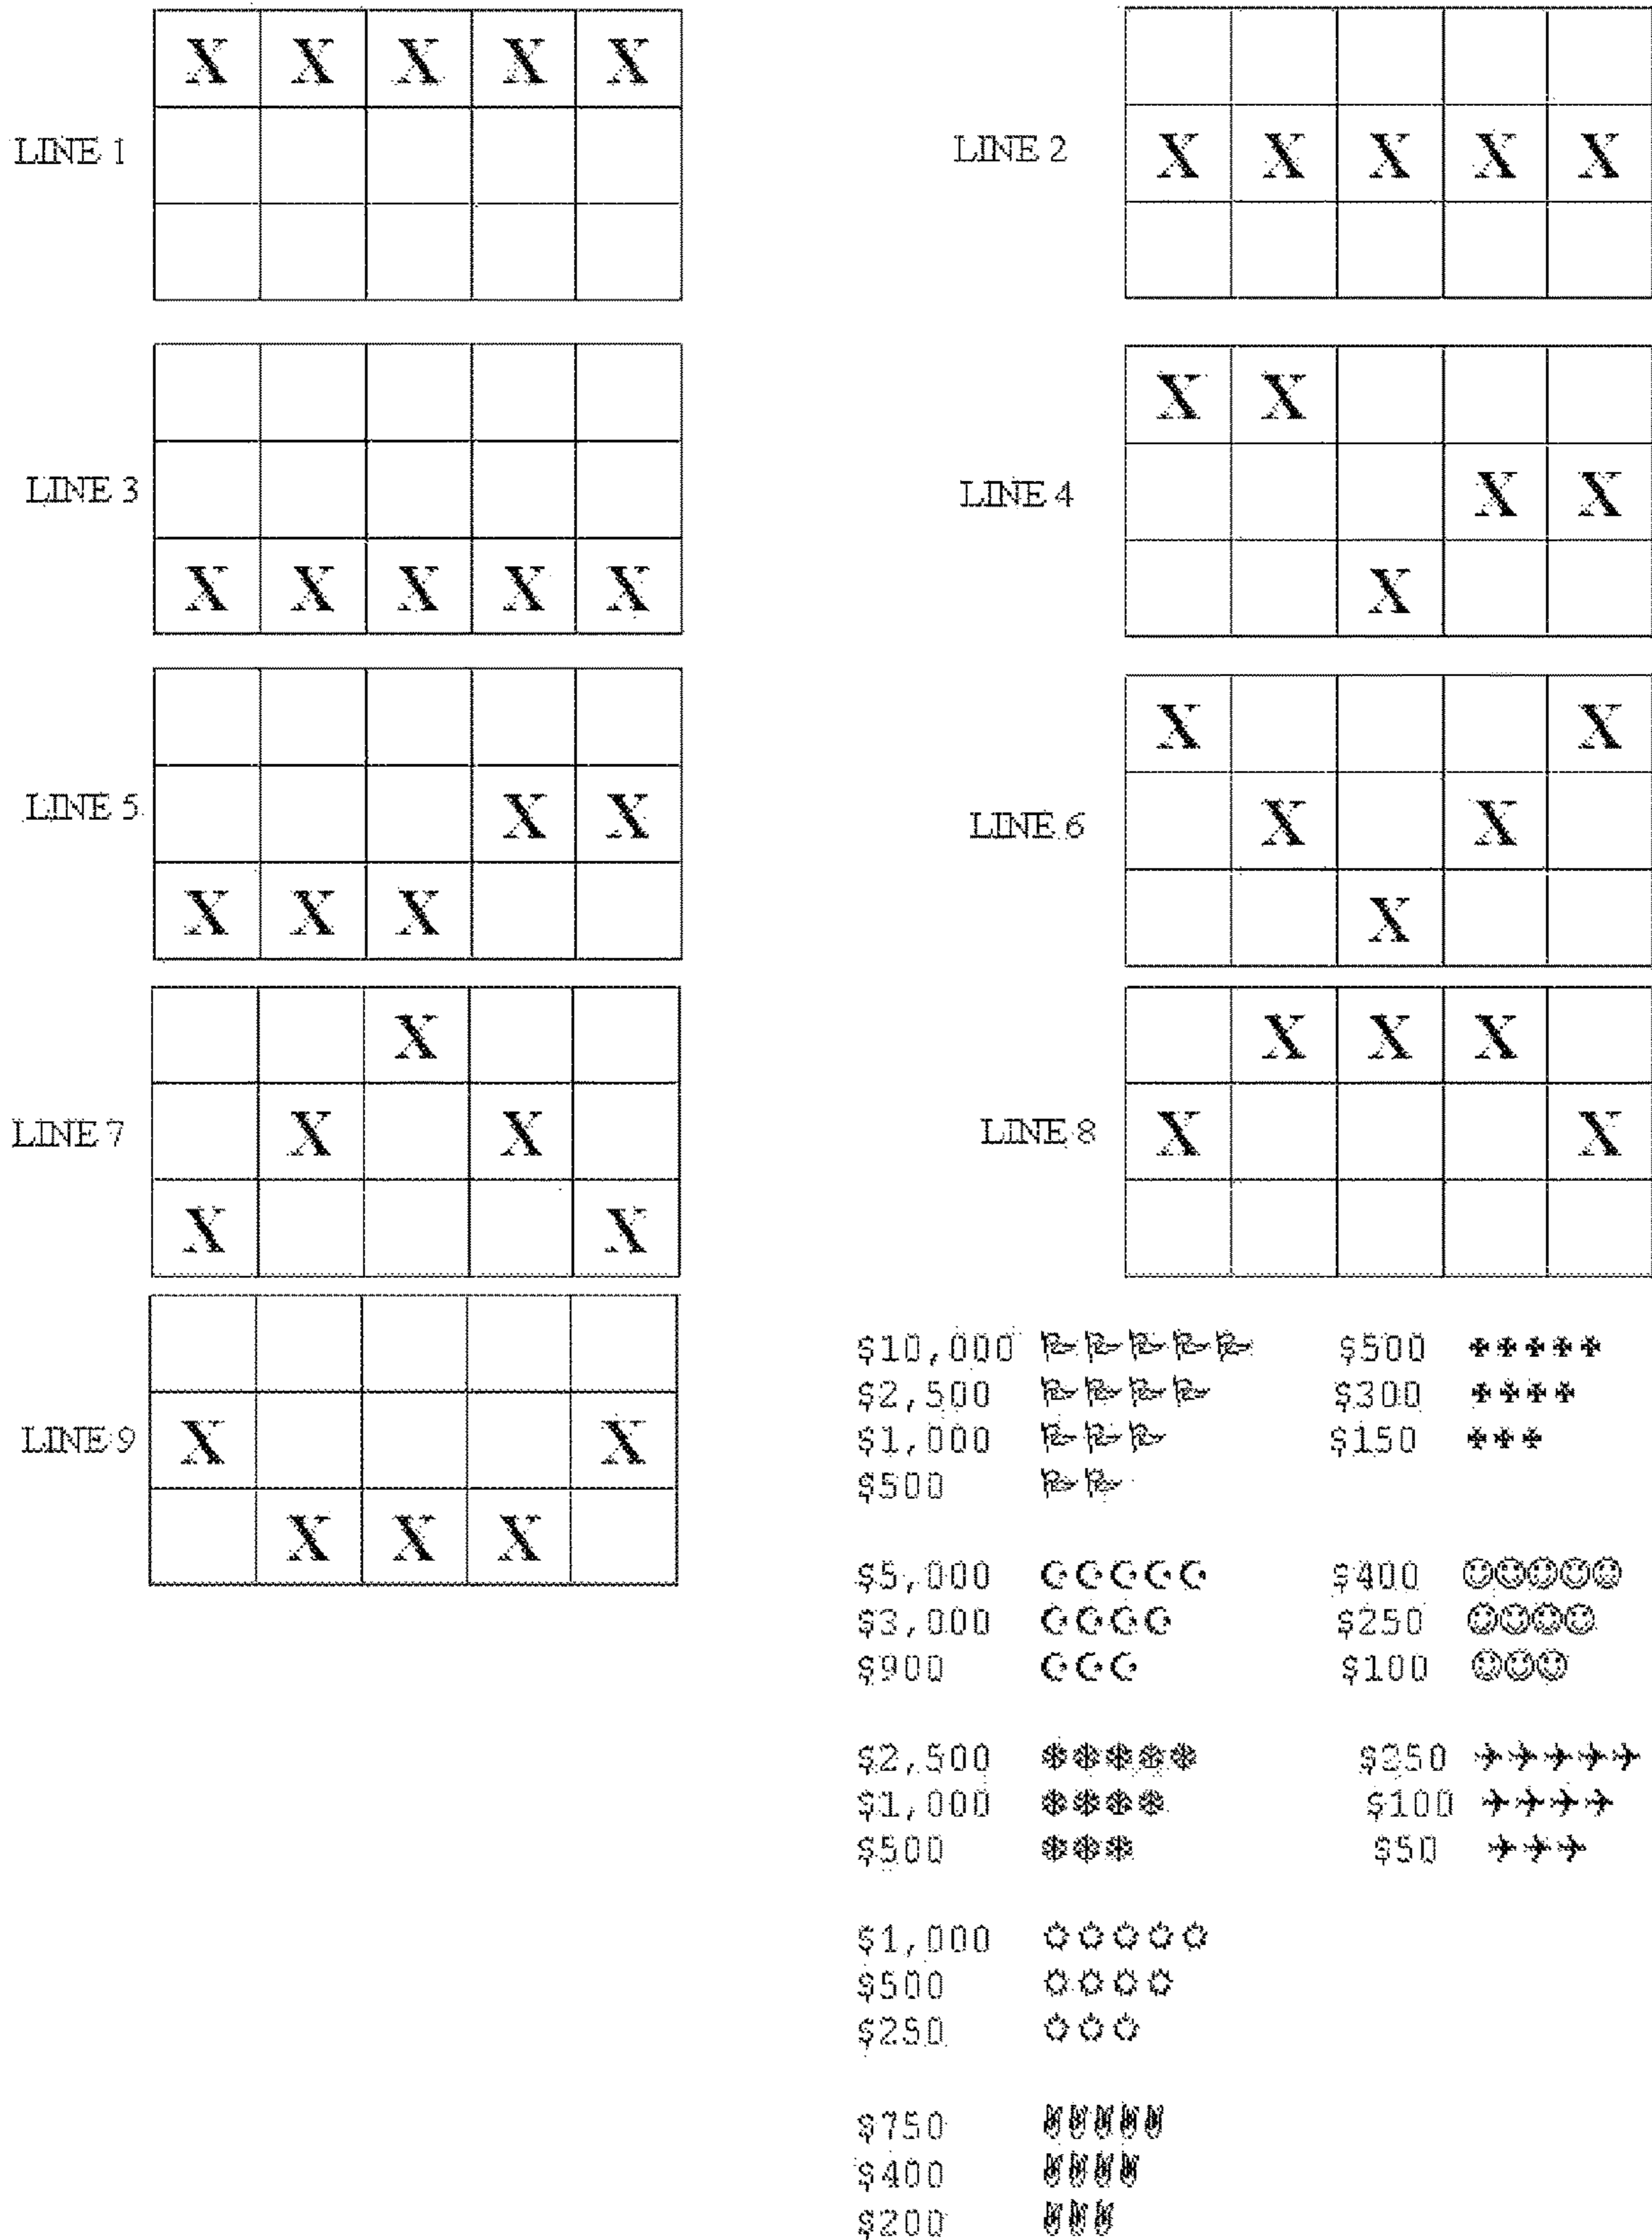 X X X X X
LINE 1
LINE 2
X X X X X
LINE 3
X X X X X
X X
LINE 4
X X
X
LINE 5
X X
X X X
X X
LINE 6
X X
X
X
LINE 7
X X
X X
X X X
LINE 8
X X
LINE 9
X X
X X X
$10,000
$2,500
$1,000
$500
$500
$300
$150
$5,000
$3,000
$900
$400
$250
$100
$2,500
$1,000
$500
$250
$100
$50
$1,000
$500
$250
$750
$400
$200